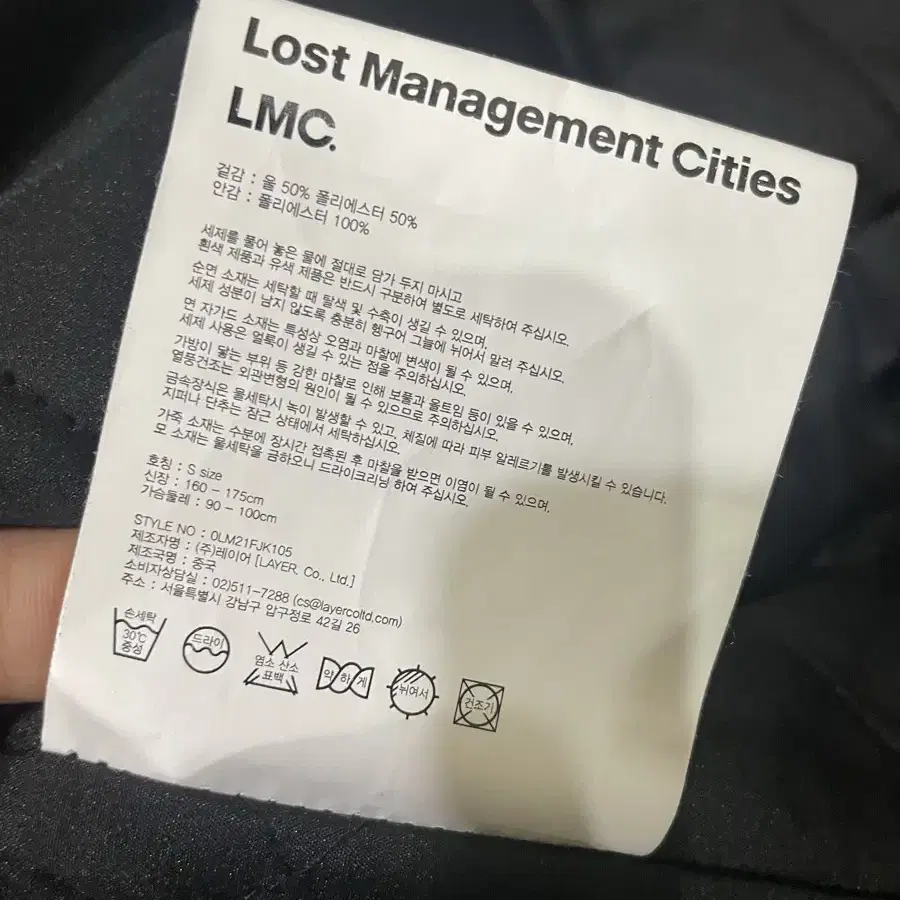 Lost Management Cities
LMC.
겉감 : 울 50% 폴리에스터 50%
안감 : 폴리에스터 100%
세제를 풀어 놓은 물에 절대로 담가 두지 마시고
흰색 제품과 유색 제품은 반드시 구분하여 별도로 세탁하여 주십시오.
순면 소재는 세탁할 때 탈색 및 수축이 생길 수 있으며,
세제 성분이 남지 않도록 충분히 헹구어 그늘에 뉘어서 말려 주십시오.
면 자가드 소재는 특성상 오염과 마찰에 변색이 될 수 있으며,
세제 사용은 얼룩이 생길 수 있는 점을 주의하십시오.
가방이 닿는 부위 등 강한 마찰로 인해 보풀과 올트임 등이 있을 수 있으며,
열풍건조는 외관변형의 원인이 될 수 있으므로 주의하십시오.
금속장식은 물세탁시 녹이 발생할 수 있고, 체질에 따라 피부 알레르기를 발생시킬 수 있습니다.
지퍼나 단추는 잠근 상태에서 세탁하십시오.
가죽 소재는 수분에 장시간 접촉된 후 마찰을 받으면 이염이 될 수 있으며,
모 소재는 물세탁을 금하오니 드라이크리닝 하여 주십시오.
호칭 : S size
신장 : 160 - 175cm
가슴둘레 : 90 - 100cm
STYLE NO : 0LM21FJK105
제조자명 : (주)레이어 [LAYER. Co., Ltd.]
제조국명 : 중국
소비자상담실 : 02)511-7288 (cs@layercoltd.com)
주소 : 서울특별시 강남구 압구정로 42길 26
손세탁 30℃ 중성
드라이
염소 산소 표백
약하게
뉘어서
건조기